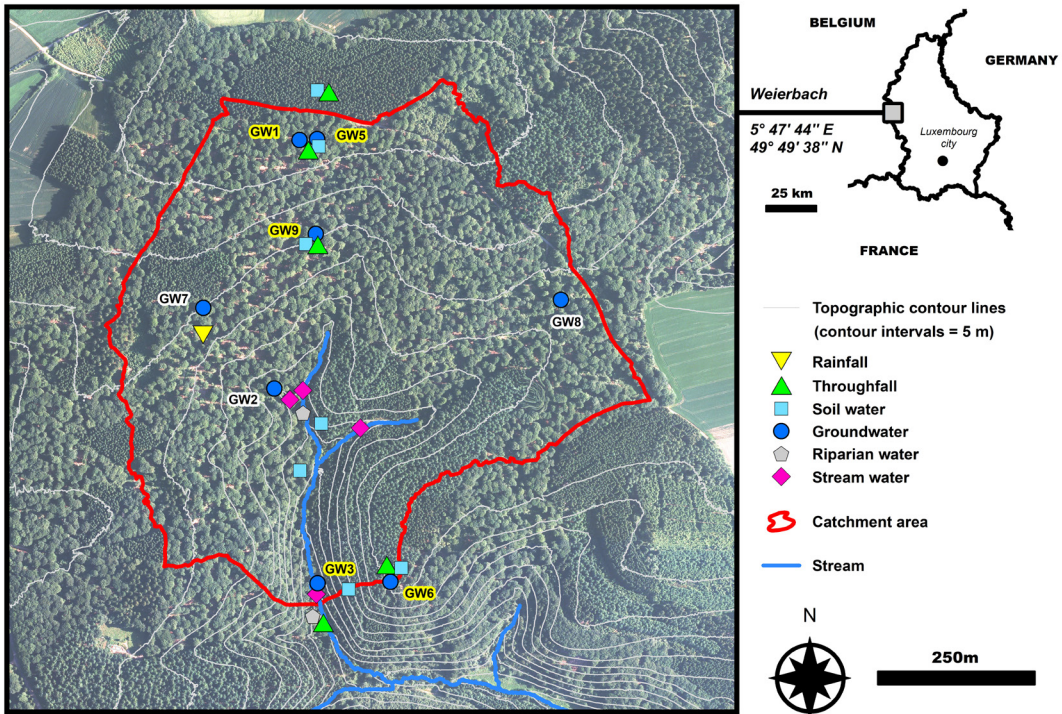 GW1
GW5
GW9
GW7
GW8
GW2
GW3
GW6
BELGIUM
GERMANY
Weierbach
5° 47' 44" E
49° 49' 38" N
Luxembourg
city
25 km
FRANCE
Topographic contour lines
(contour intervals = 5 m)
Rainfall
Throughfall
Soil water
Groundwater
Riparian water
Stream water
Catchment area
Stream
N
250m